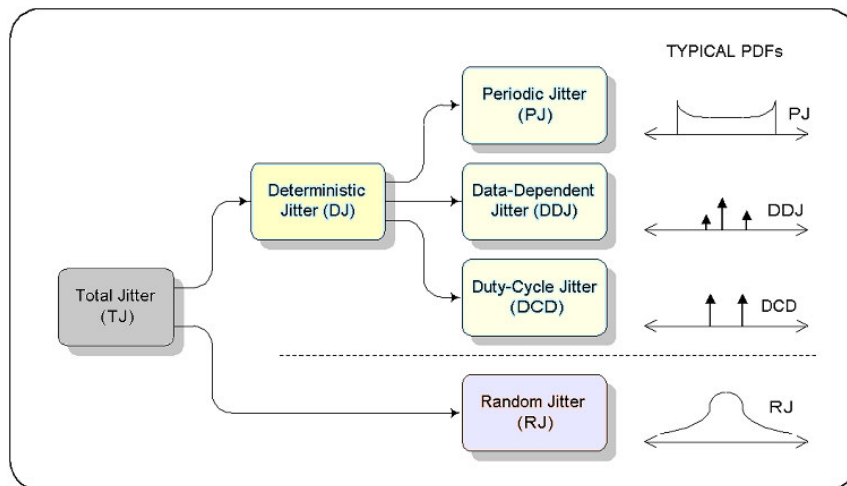 TYPICAL PDFs
Periodic Jitter
(PJ)
PJ
Deterministic
Jitter (DJ)
Data-Dependent
Jitter (DDJ)
DDJ
Total Jitter
(TJ)
Duty-Cycle Jitter
(DCD)
DCD
Random Jitter
(RJ)
RJ